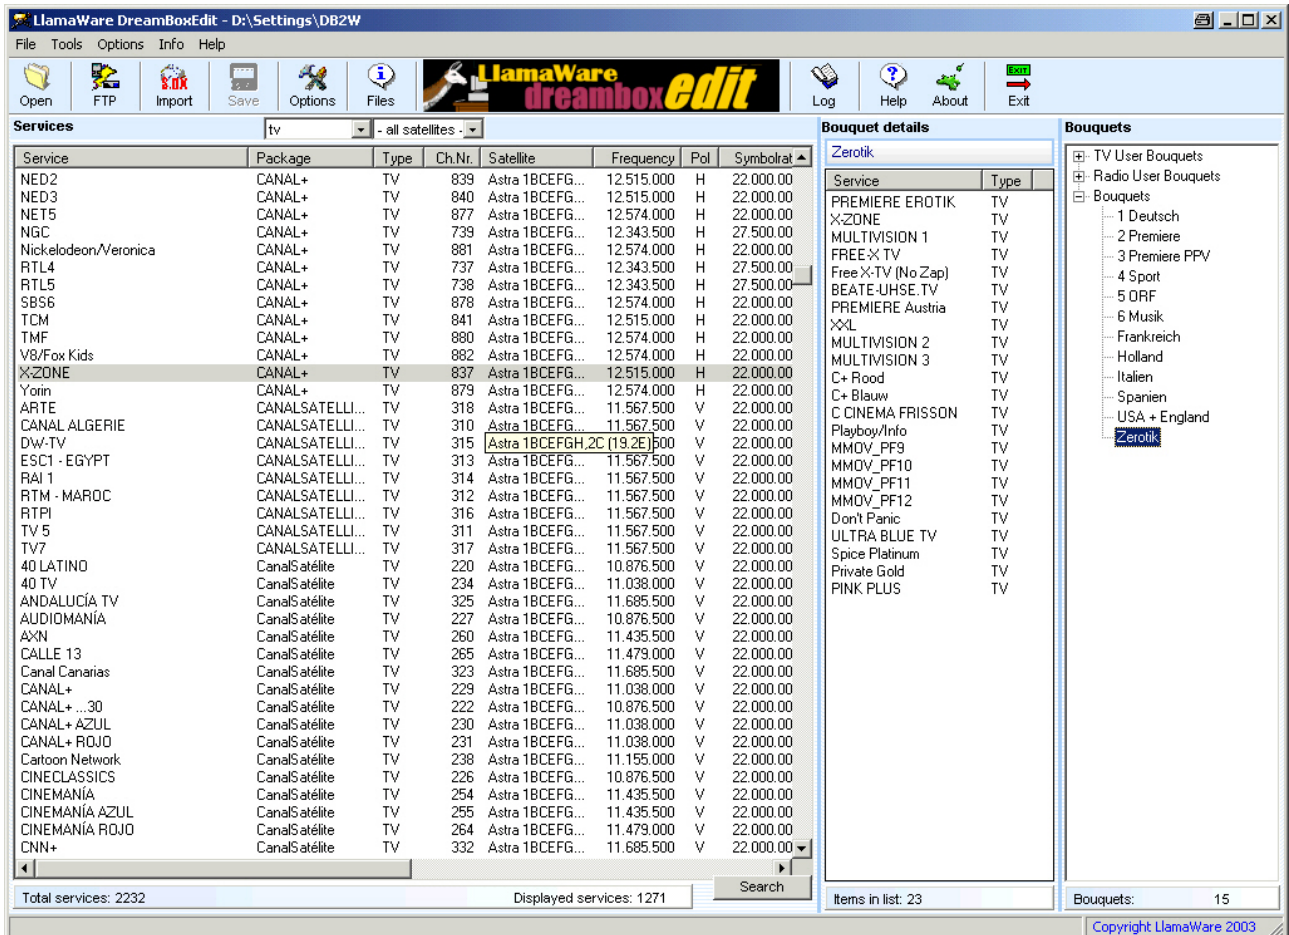 LlamaWare DreamBoxEdit - D:\Settings\DB2W
File Tools Options Info Help
Open FTP Import Save Options Files LlamaWare dreambox edit Log Help About Exit
Services tv - all satellites - Bouquet details Bouquets
Service Package Type Ch.Nr. Satellite Frequency Pol Symbolrat
NED2 CANAL+ TV 839 Astra 1BCEFG... 12.515.000 H 22.000.00
NED3 CANAL+ TV 840 Astra 1BCEFG... 12.515.000 H 22.000.00
NET5 CANAL+ TV 877 Astra 1BCEFG... 12.574.000 H 22.000.00
NGC CANAL+ TV 739 Astra 1BCEFG... 12.343.500 H 27.500.00
Nickelodeon/Veronica CANAL+ TV 881 Astra 1BCEFG... 12.574.000 H 22.000.00
RTL4 CANAL+ TV 737 Astra 1BCEFG... 12.343.500 H 27.500.00
RTL5 CANAL+ TV 738 Astra 1BCEFG... 12.343.500 H 27.500.00
SBS6 CANAL+ TV 878 Astra 1BCEFG... 12.574.000 H 22.000.00
TCM CANAL+ TV 841 Astra 1BCEFG... 12.515.000 H 22.000.00
TMF CANAL+ TV 880 Astra 1BCEFG... 12.574.000 H 22.000.00
V8/Fox Kids CANAL+ TV 882 Astra 1BCEFG... 12.574.000 H 22.000.00
X-ZONE CANAL+ TV 837 Astra 1BCEFG... 12.515.000 H 22.000.00
Yorin CANAL+ TV 879 Astra 1BCEFG... 12.574.000 H 22.000.00
ARTE CANALSATELLI... TV 318 Astra 1BCEFG... 11.567.500 V 22.000.00
CANAL ALGERIE CANALSATELLI... TV 310 Astra 1BCEFG... 11.567.500 V 22.000.00
DW-TV CANALSATELLI... TV 315 Astra 1BCEFGH,2C (19.2E) 500 V 22.000.00
ESC1 - EGYPT CANALSATELLI... TV 313 Astra 1BCEFG... 11.567.500 V 22.000.00
RAI 1 CANALSATELLI... TV 314 Astra 1BCEFG... 11.567.500 V 22.000.00
RTM - MAROC CANALSATELLI... TV 312 Astra 1BCEFG... 11.567.500 V 22.000.00
RTPI CANALSATELLI... TV 316 Astra 1BCEFG... 11.567.500 V 22.000.00
TV 5 CANALSATELLI... TV 311 Astra 1BCEFG... 11.567.500 V 22.000.00
TV7 CANALSATELLI... TV 317 Astra 1BCEFG... 11.567.500 V 22.000.00
40 LATINO CanalSatélite TV 220 Astra 1BCEFG... 10.876.500 V 22.000.00
40 TV CanalSatélite TV 234 Astra 1BCEFG... 11.038.000 V 22.000.00
ANDALUCÍA TV CanalSatélite TV 325 Astra 1BCEFG... 11.685.500 V 22.000.00
AUDIOMANÍA CanalSatélite TV 227 Astra 1BCEFG... 10.876.500 V 22.000.00
AXN CanalSatélite TV 260 Astra 1BCEFG... 11.435.500 V 22.000.00
CALLE 13 CanalSatélite TV 265 Astra 1BCEFG... 11.479.000 V 22.000.00
Canal Canarias CanalSatélite TV 323 Astra 1BCEFG... 11.685.500 V 22.000.00
CANAL+ CanalSatélite TV 229 Astra 1BCEFG... 11.038.000 V 22.000.00
CANAL+ ...30 CanalSatélite TV 222 Astra 1BCEFG... 10.876.500 V 22.000.00
CANAL+ AZUL CanalSatélite TV 230 Astra 1BCEFG... 11.038.000 V 22.000.00
CANAL+ ROJO CanalSatélite TV 231 Astra 1BCEFG... 11.038.000 V 22.000.00
Cartoon Network CanalSatélite TV 238 Astra 1BCEFG... 11.155.000 V 22.000.00
CINECLASSICS CanalSatélite TV 226 Astra 1BCEFG... 10.876.500 V 22.000.00
CINEMANÍA CanalSatélite TV 254 Astra 1BCEFG... 11.435.500 V 22.000.00
CINEMANÍA AZUL CanalSatélite TV 255 Astra 1BCEFG... 11.435.500 V 22.000.00
CINEMANÍA ROJO CanalSatélite TV 264 Astra 1BCEFG... 11.479.000 V 22.000.00
CNN+ CanalSatélite TV 332 Astra 1BCEFG... 11.685.500 V 22.000.00
Total services: 2232 Displayed services: 1271 Search
Zerotik
Service Type
PREMIERE EROTIK TV
X-ZONE TV
MULTIVISION 1 TV
FREE-X TV TV
Free X-TV (No Zap) TV
BEATE-UHSE.TV TV
PREMIERE Austria TV
XXL TV
MULTIVISION 2 TV
MULTIVISION 3 TV
C+ Rood TV
C+ Blauw TV
C CINEMA FRISSON TV
Playboy/Info TV
MMOV_PF9 TV
MMOV_PF10 TV
MMOV_PF11 TV
MMOV_PF12 TV
Don't Panic TV
ULTRA BLUE TV TV
Spice Platinum TV
Private Gold TV
PINK PLUS TV
Items in list: 23
TV User Bouquets
Radio User Bouquets
Bouquets
1 Deutsch
2 Premiere
3 Premiere PPV
4 Sport
5 ORF
6 Musik
Frankreich
Holland
Italien
Spanien
USA + England
Zerotik
Bouquets: 15
Copyright LlamaWare 2003